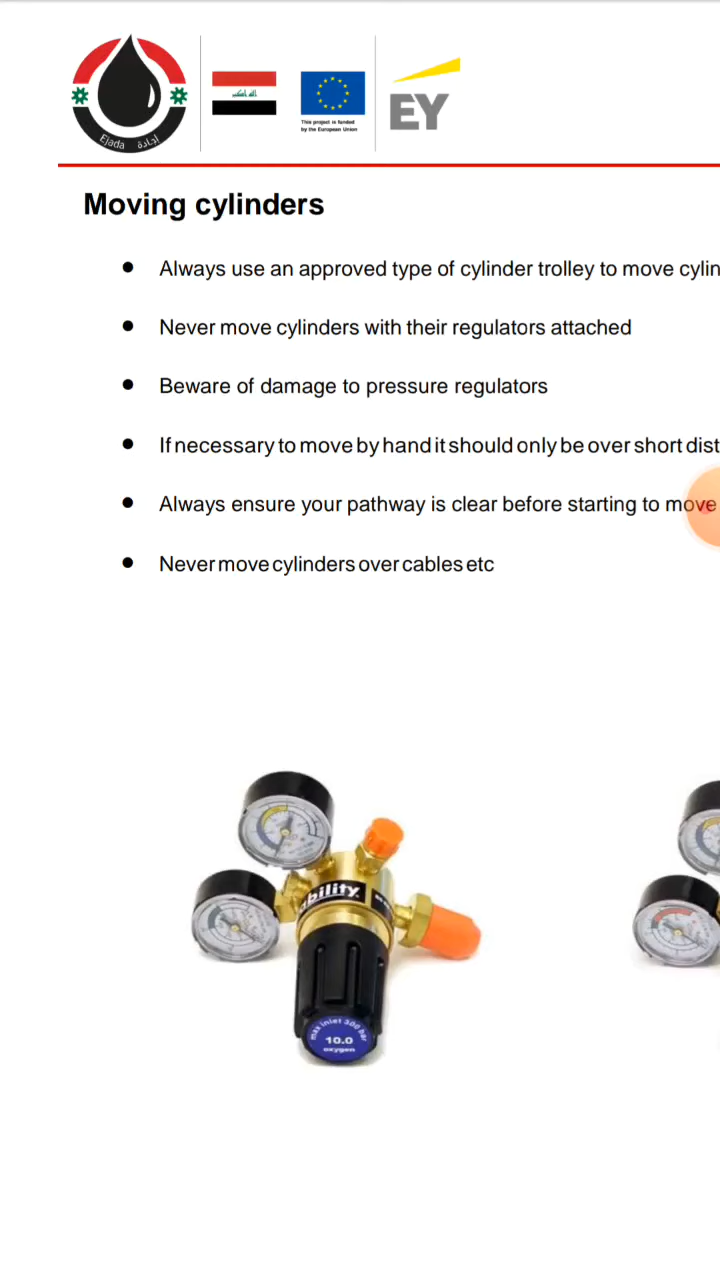 Ejada إجادة
الله اكبر
This project is funded
by the European Union
EY
Moving cylinders
● Always use an approved type of cylinder trolley to move cylin
● Never move cylinders with their regulators attached
● Beware of damage to pressure regulators
● If necessary to move by hand it should only be over short dist
● Always ensure your pathway is clear before starting to move
● Never move cylinders over cables etc
bility
max inlet 300 bar
10.0
oxygen